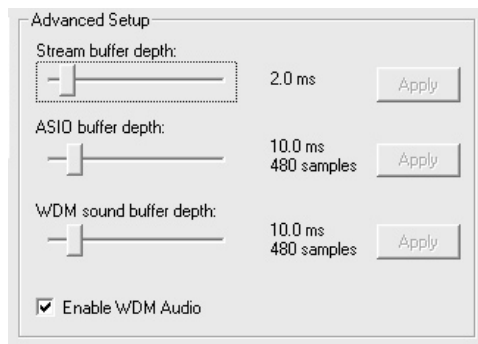 Advanced Setup
Stream buffer depth:
2.0 ms
Apply
ASIO buffer depth:
10.0 ms
480 samples
Apply
WDM sound buffer depth:
10.0 ms
480 samples
Apply
Enable WDM Audio